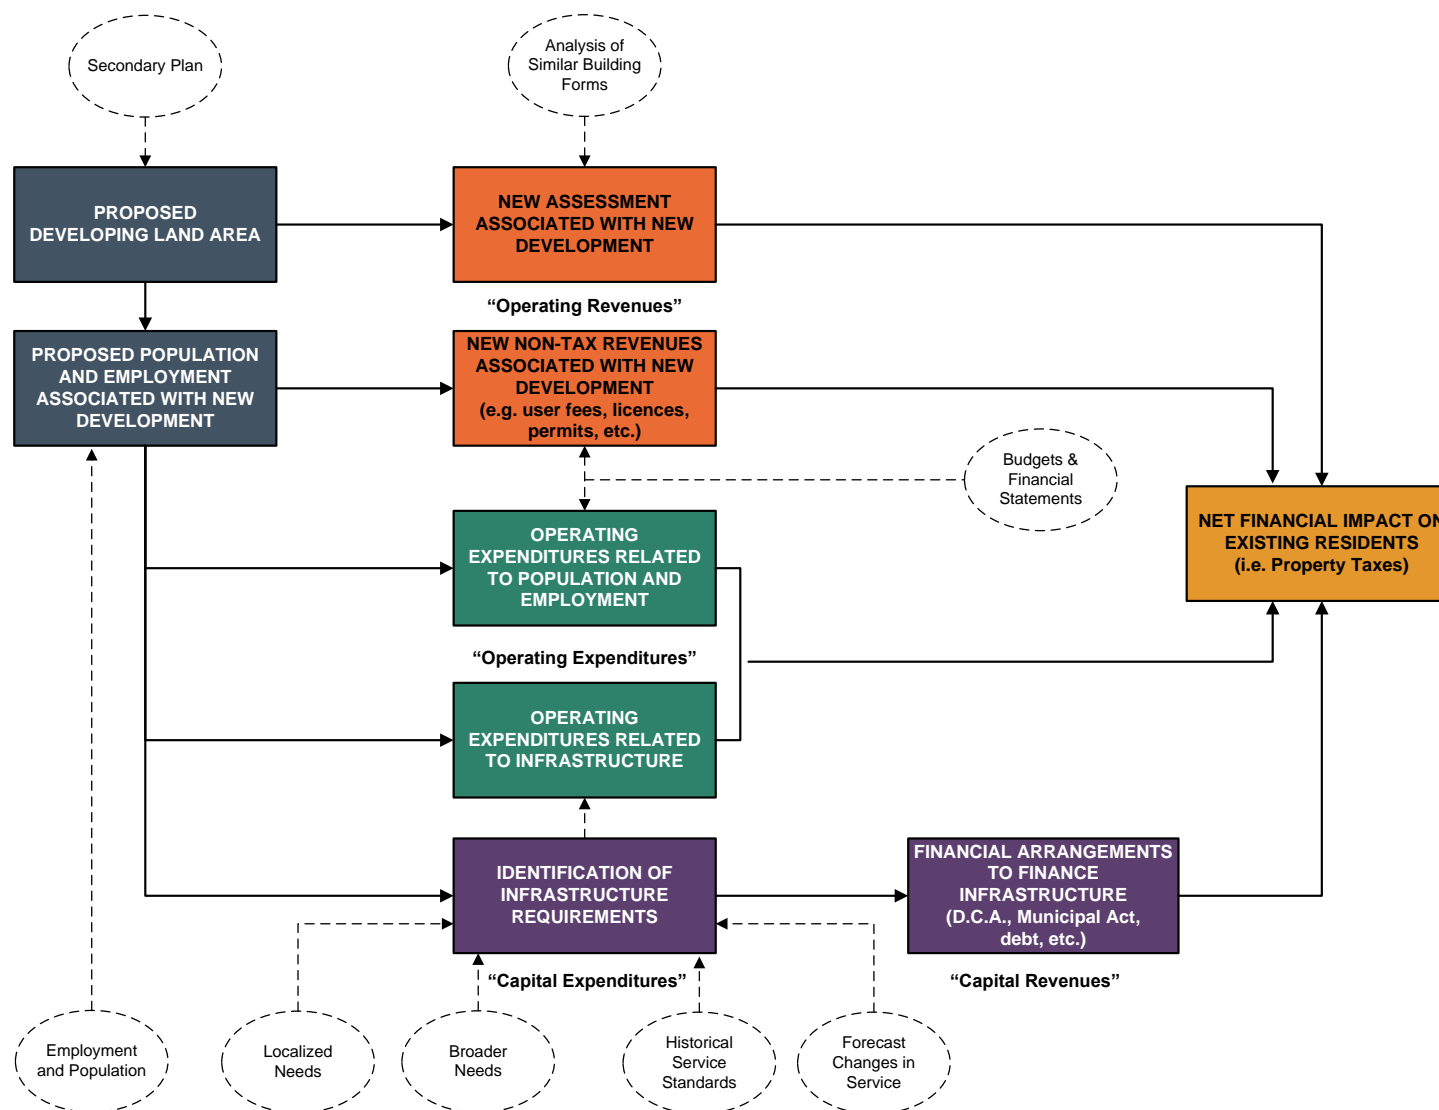 Secondary Plan
Analysis of
Similar Building
Forms
PROPOSED
DEVELOPING LAND AREA
NEW ASSESSMENT
ASSOCIATED WITH NEW
DEVELOPMENT
“Operating Revenues”
PROPOSED POPULATION
AND EMPLOYMENT
ASSOCIATED WITH NEW
DEVELOPMENT
NEW NON-TAX REVENUES
ASSOCIATED WITH NEW
DEVELOPMENT
(e.g. user fees, licences,
permits, etc.)
Budgets &
Financial
Statements
OPERATING
EXPENDITURES RELATED
TO POPULATION AND
EMPLOYMENT
NET FINANCIAL IMPACT ON
EXISTING RESIDENTS
(i.e. Property Taxes)
“Operating Expenditures”
OPERATING
EXPENDITURES RELATED
TO INFRASTRUCTURE
IDENTIFICATION OF
INFRASTRUCTURE
REQUIREMENTS
FINANCIAL ARRANGEMENTS
TO FINANCE
INFRASTRUCTURE
(D.C.A., Municipal Act,
debt, etc.)
“Capital Expenditures”
“Capital Revenues”
Employment
and Population
Localized
Needs
Broader
Needs
Historical
Service
Standards
Forecast
Changes in
Service